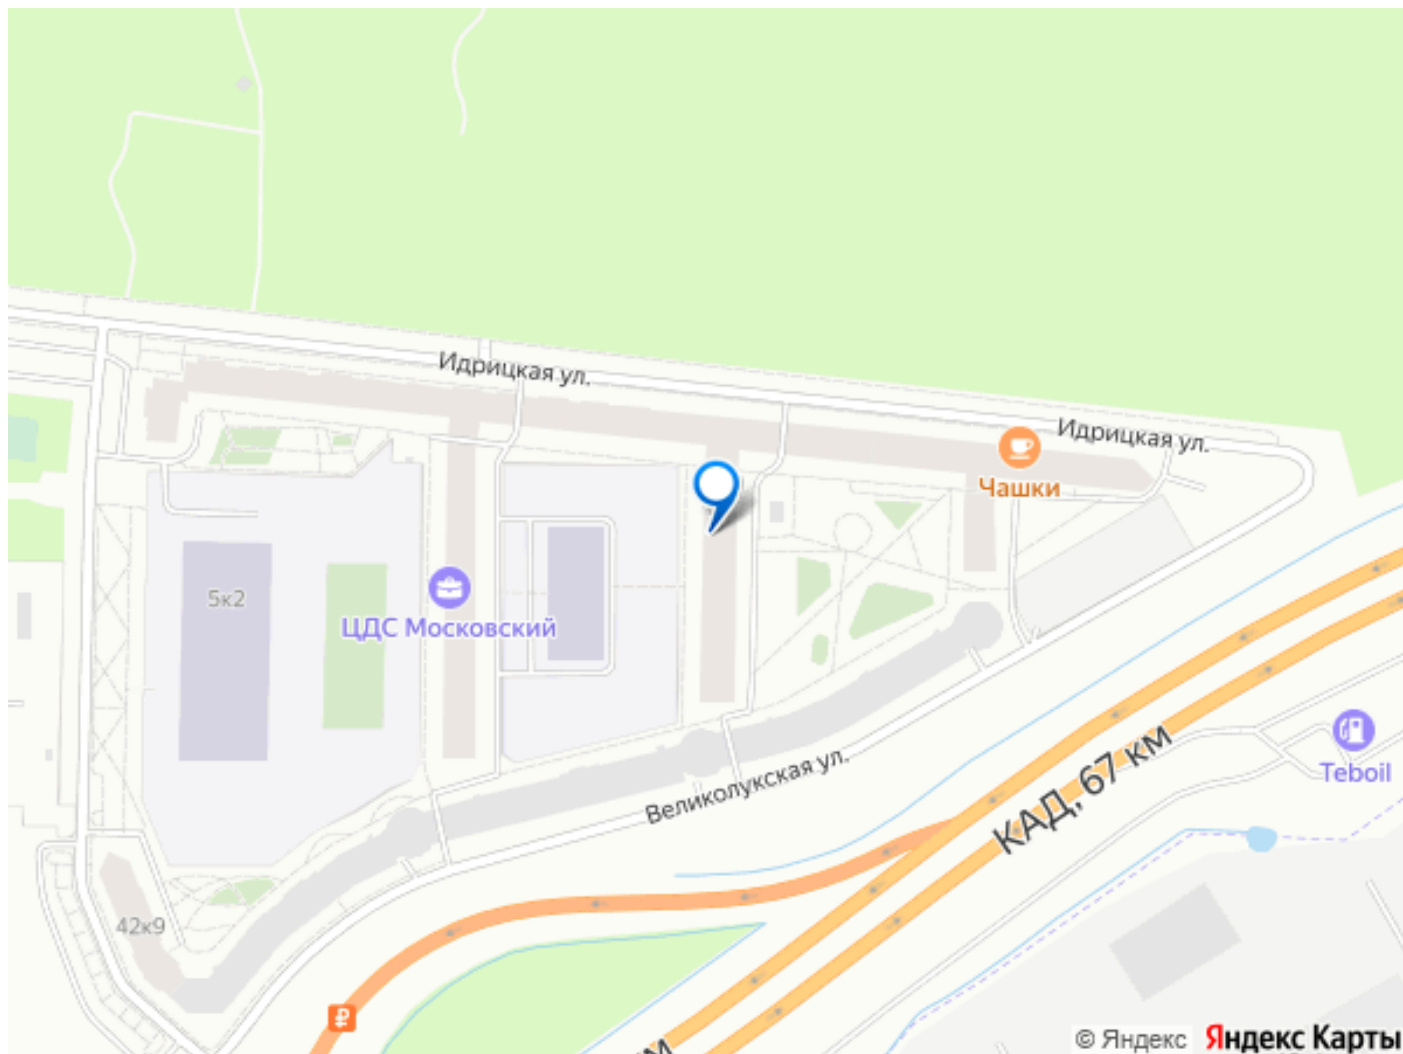 Идрицкая ул.
Идрицкая ул.
Чашки
5к2
ЦДС Московский
Великолукская ул.
КАД, 67 км
Teboil
42к9
₽
© Яндекс Яндекс Карты